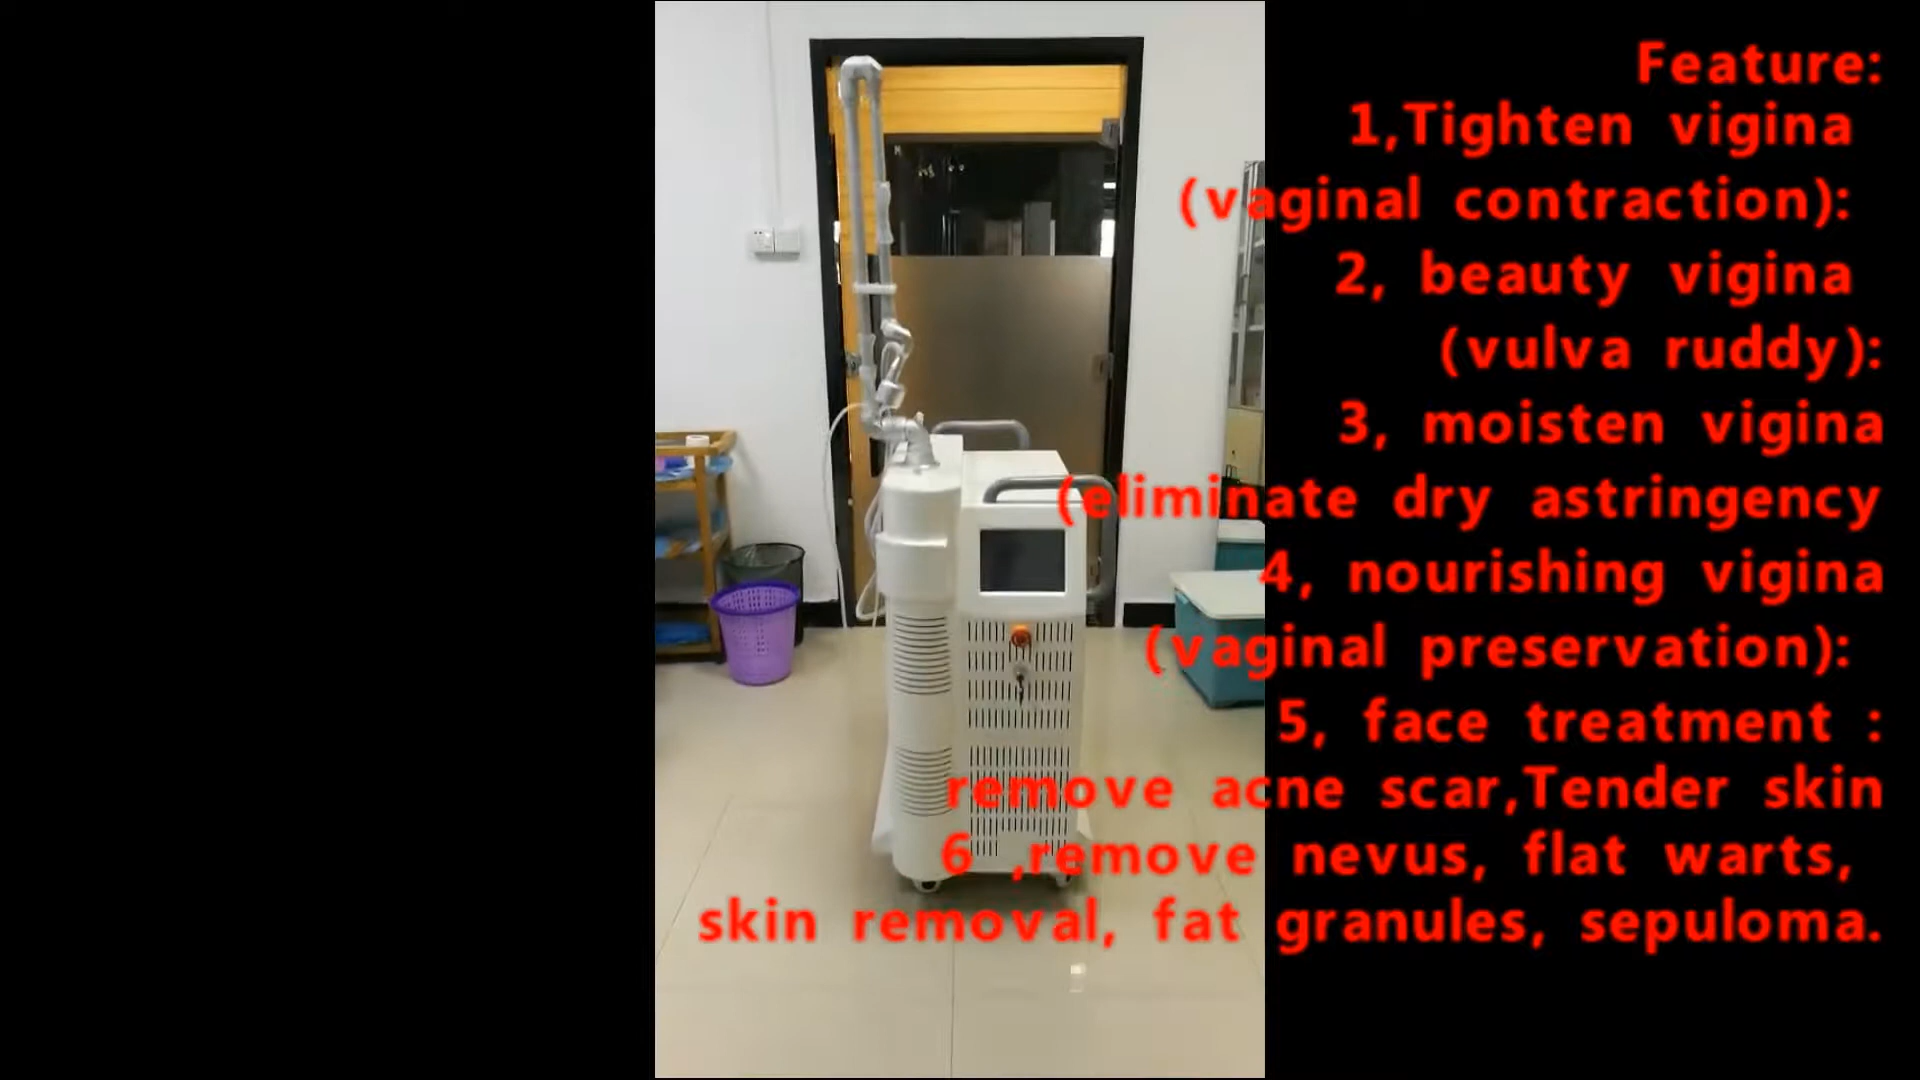 Feature:
1,Tighten vigina
(vaginal contraction):
2, beauty vigina
(vulva ruddy):
3, moisten vigina
(eliminate dry astringency
4, nourishing vigina
(vaginal preservation):
5, face treatment :
remove acne scar,Tender skin
6 ,remove nevus, flat warts,
skin removal, fat granules, sepuloma.